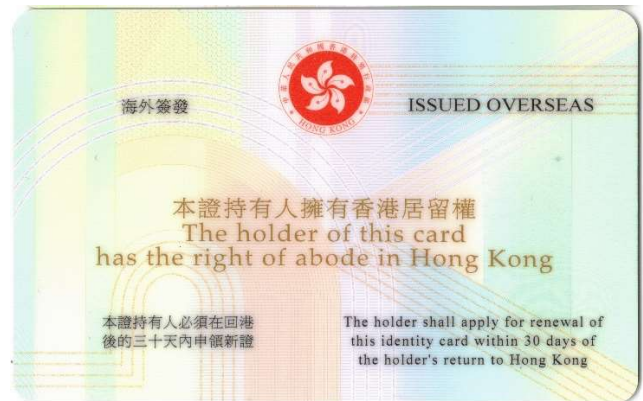 海外簽發
HONG KONG
ISSUED OVERSEAS
本證持有人擁有香港居留權
The holder of this card
has the right of abode in Hong Kong
本證持有人必須在回港
後的三十天內申領新證
The holder shall apply for renewal of
this identity card within 30 days of
the holder's return to Hong Kong